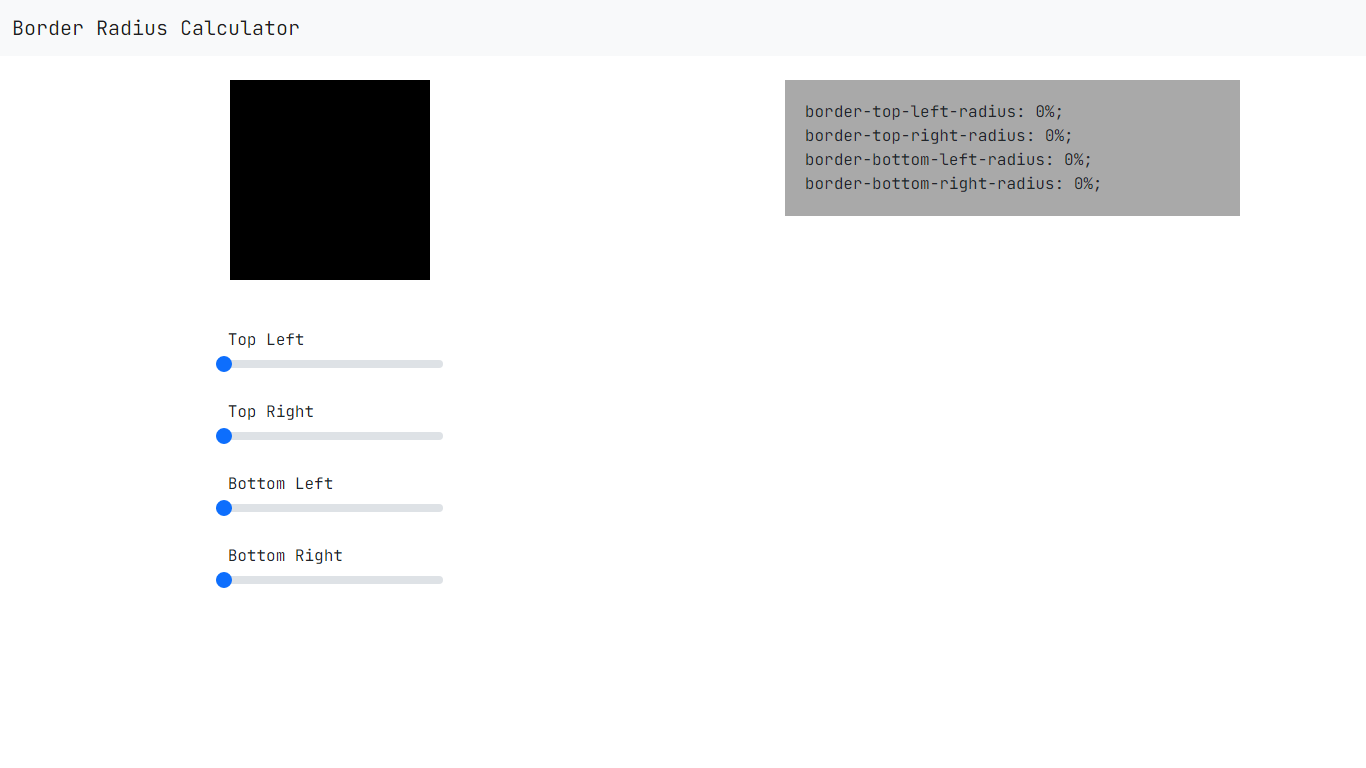 Border Radius Calculator
border-top-left-radius: 0%;
border-top-right-radius: 0%;
border-bottom-left-radius: 0%;
border-bottom-right-radius: 0%;
Top Left
Top Right
Bottom Left
Bottom Right